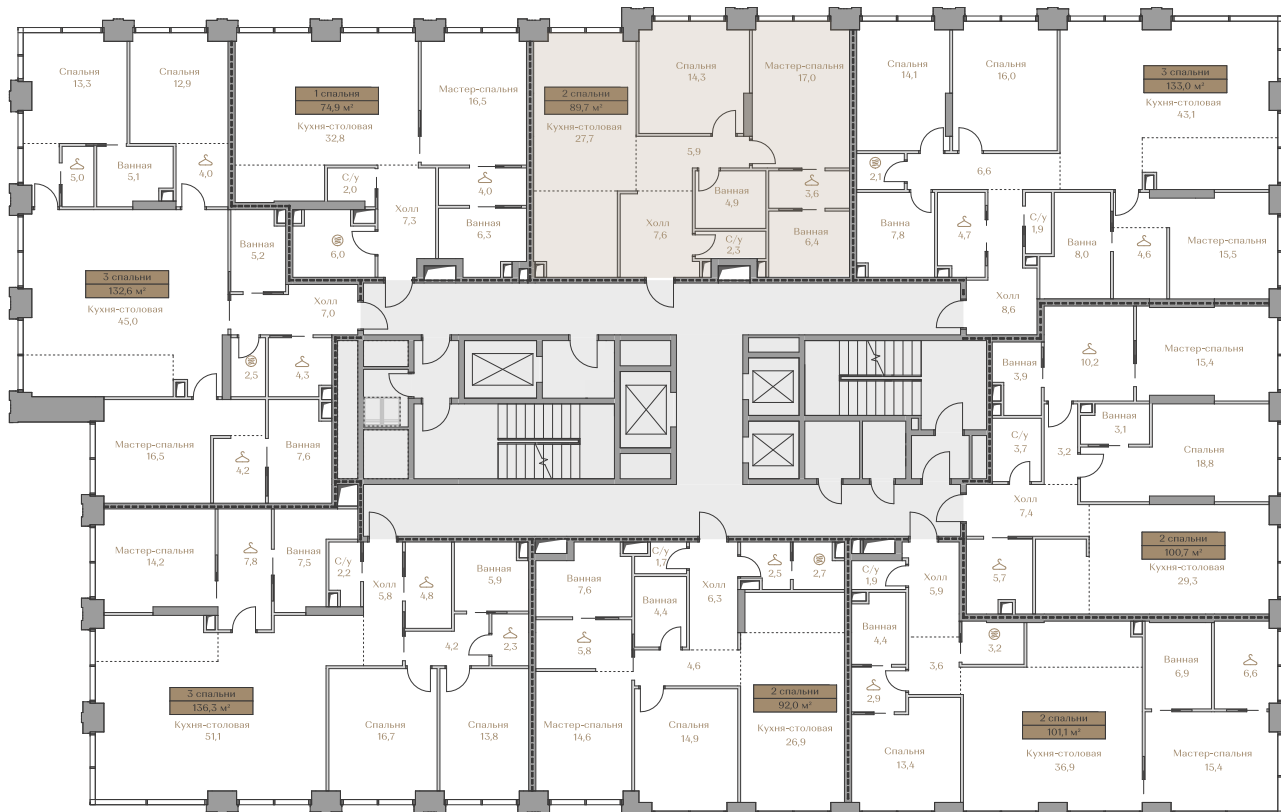 Спальня
13,3
Спальня
12,9
5,0
Ванная
5,1
4,0
1 спальня
74,9 м²
Кухня-столовая
32,8
Мастер-спальня
16,5
С/у
2,0
4,0
Холл
7,3
Ванная
6,3
6,0
2 спальни
89,7 м²
Кухня-столовая
27,7
Спальня
14,3
Мастер-спальня
17,0
5,9
Ванная
4,9
3,6
Холл
7,6
С/у
2,3
Ванная
6,4
Спальня
14,1
Спальня
16,0
3 спальни
133,0 м²
Кухня-столовая
43,1
2,1
6,6
Ванна
7,8
4,7
С/у
1,9
Ванна
8,0
4,6
Мастер-спальня
15,5
Холл
8,6
Ванная
5,2
3 спальни
132,6 м²
Кухня-столовая
45,0
Холл
7,0
2,5
4,3
Мастер-спальня
16,5
4,2
Ванная
7,6
Ванная
3,9
10,2
Мастер-спальня
15,4
Ванная
3,1
С/у
3,7
3,2
Спальня
18,8
Холл
7,4
2 спальни
100,7 м²
Кухня-столовая
29,3
5,7
Мастер-спальня
14,2
7,8
Ванная
7,5
С/у
2,2
Холл
5,8
4,8
Ванная
5,9
4,2
2,3
3 спальни
136,3 м²
Кухня-столовая
51,1
Спальня
16,7
Спальня
13,8
Ванная
7,6
С/у
1,7
Ванная
4,4
Холл
6,3
2,5
2,7
5,8
4,6
2 спальни
92,0 м²
Кухня-столовая
26,9
Мастер-спальня
14,6
Спальня
14,9
С/у
1,9
Холл
5,9
Ванная
4,4
3,6
3,2
2,9
Спальня
13,4
2 спальни
101,1 м²
Кухня-столовая
36,9
Ванная
6,9
6,6
Мастер-спальня
15,4